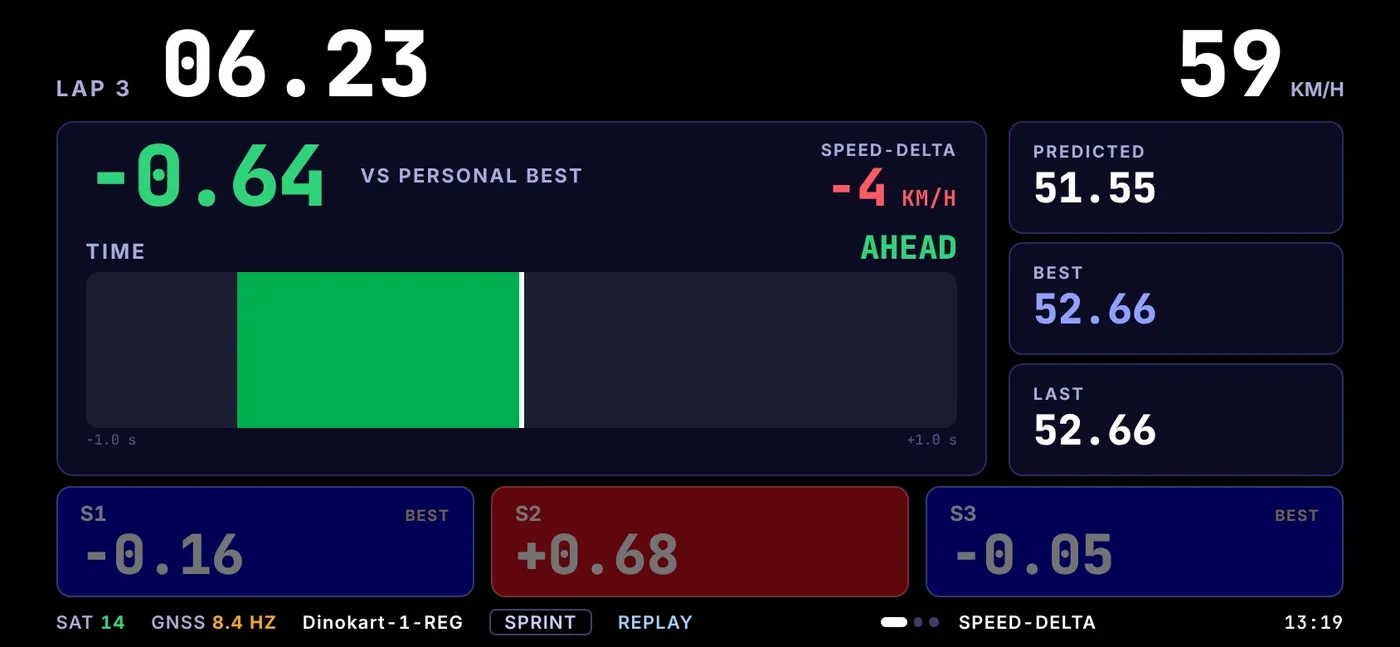 LAP 3 06.23 59 KM/H
-0.64 VS PERSONAL BEST
SPEED-DELTA
-4 KM/H
TIME AHEAD
-1.0 s +1.0 s
PREDICTED
51.55
BEST
52.66
LAST
52.66
S1 BEST
-0.16
S2
+0.68
S3 BEST
-0.05
SAT 14 GNSS 8.4 HZ Dinokart-1-REG SPRINT REPLAY SPEED-DELTA 13:19